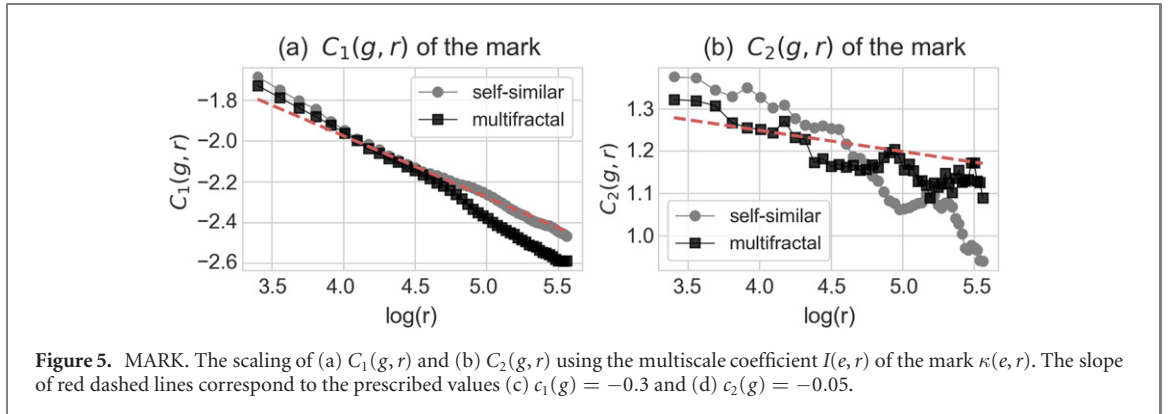 (a) C₁(g, r) of the mark
(b) C₂(g, r) of the mark
C₁(g, r)
−1.8
−2.0
−2.2
−2.4
−2.6
self-similar
multifractal
3.5 4.0 4.5 5.0 5.5
log(r)
C₂(g, r)
1.3
1.2
1.1
1.0
self-similar
multifractal
3.5 4.0 4.5 5.0 5.5
log(r)
Figure 5. MARK. The scaling of (a) C₁(g, r) and (b) C₂(g, r) using the multiscale coefficient I(e, r) of the mark κ(e, r). The slope
of red dashed lines correspond to the prescribed values (c) c₁(g) = −0.3 and (d) c₂(g) = −0.05.